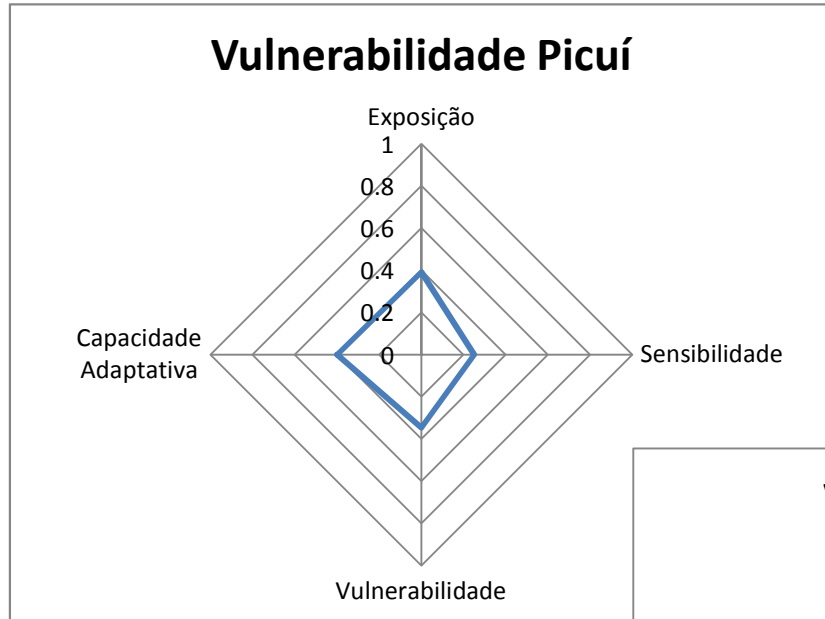 Vulnerabilidade Picuí
Exposição
1
0.8
0.6
0.4
0.2
0
Capacidade
Adaptativa
Sensibilidade
Vulnerabilidade